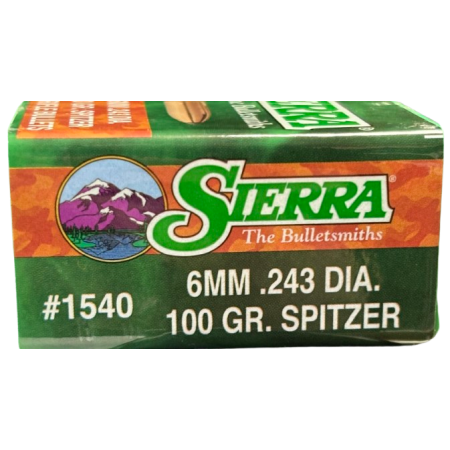 SIERRA®
The Bulletsmiths
#1540
6MM .243 DIA.
100 GR. SPITZER